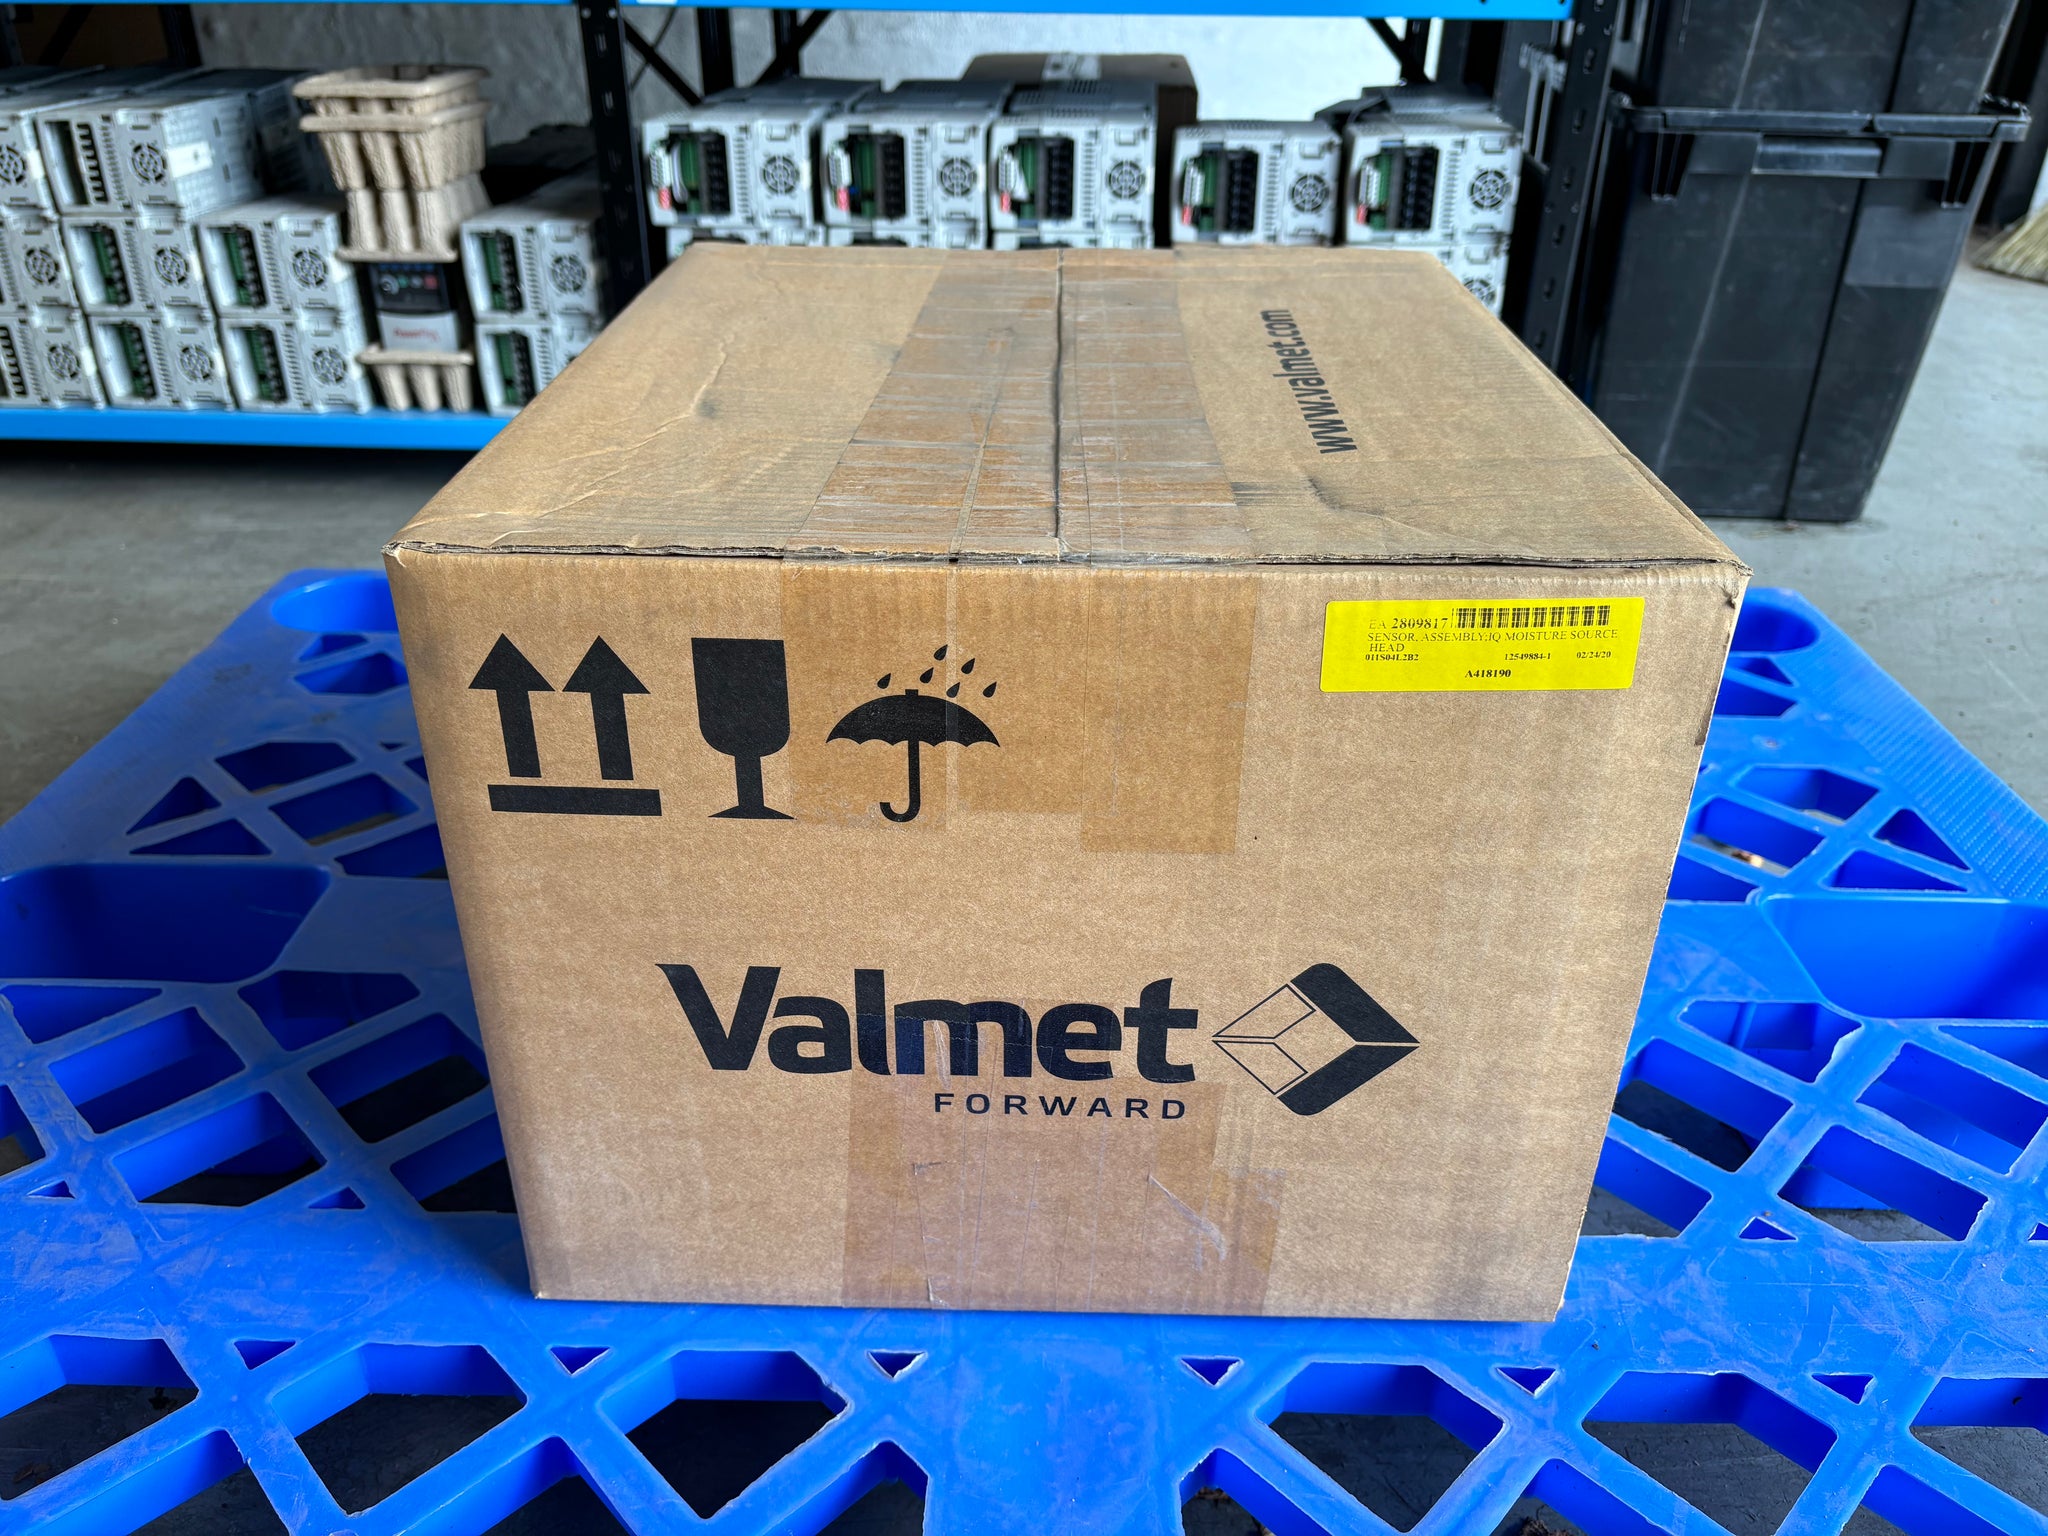 www.valmet.com
EA 2809817
SENSOR, ASSEMBLY;IQ MOISTURE SOURCE
HEAD
011S04L2B2 12549884-1 02/24/20
A418190
Valmet
FORWARD